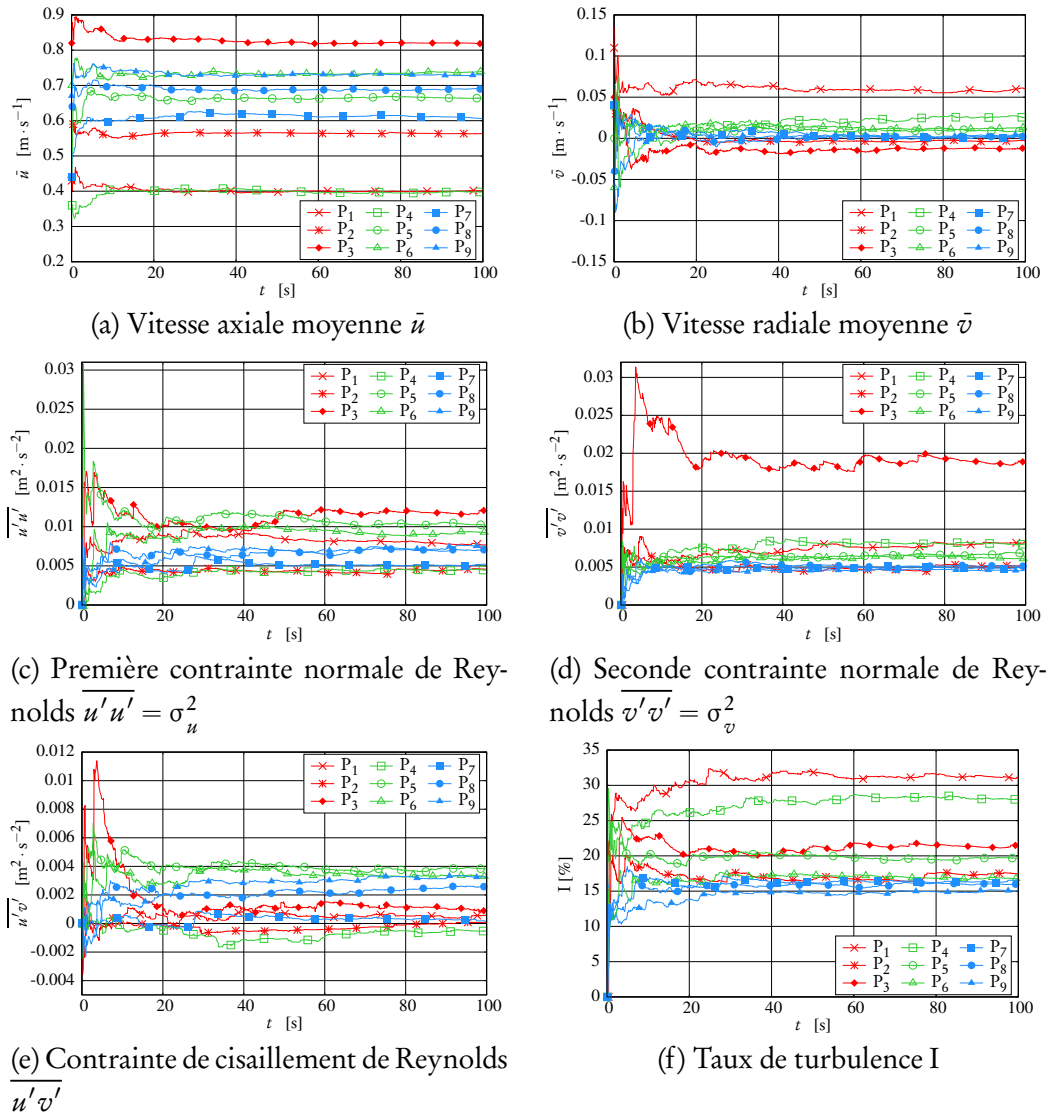 0.9
0.8
0.7
0.6
0.5
0.4
0.3
0.2
ū [m·s⁻¹]
P₁ P₄ P₇
P₂ P₅ P₈
P₃ P₆ P₉
0 20 40 60 80 100
t [s]
(a) Vitesse axiale moyenne ū
0.15
0.1
0.05
0
-0.05
-0.1
-0.15
v̄ [m·s⁻¹]
P₁ P₄ P₇
P₂ P₅ P₈
P₃ P₆ P₉
0 20 40 60 80 100
t [s]
(b) Vitesse radiale moyenne v̄
0.03
0.025
0.02
0.015
0.01
0.005
0
u'u' [m²·s⁻²]
P₁ P₄ P₇
P₂ P₅ P₈
P₃ P₆ P₉
0 20 40 60 80 100
t [s]
(c) Première contrainte normale de Rey-
nolds u'u' = σᵤ²
0.03
0.025
0.02
0.015
0.01
0.005
0
v'v' [m²·s⁻²]
P₁ P₄ P₇
P₂ P₅ P₈
P₃ P₆ P₉
0 20 40 60 80 100
t [s]
(d) Seconde contrainte normale de Rey-
nolds v'v' = σᵥ²
0.012
0.01
0.008
0.006
0.004
0.002
0
-0.002
-0.004
u'v' [m²·s⁻²]
P₁ P₄ P₇
P₂ P₅ P₈
P₃ P₆ P₉
0 20 40 60 80 100
t [s]
(e) Contrainte de cisaillement de Reynolds
u'v'
35
30
25
20
15
10
5
0
I [%]
P₁ P₄ P₇
P₂ P₅ P₈
P₃ P₆ P₉
0 20 40 60 80 100
t [s]
(f) Taux de turbulence I